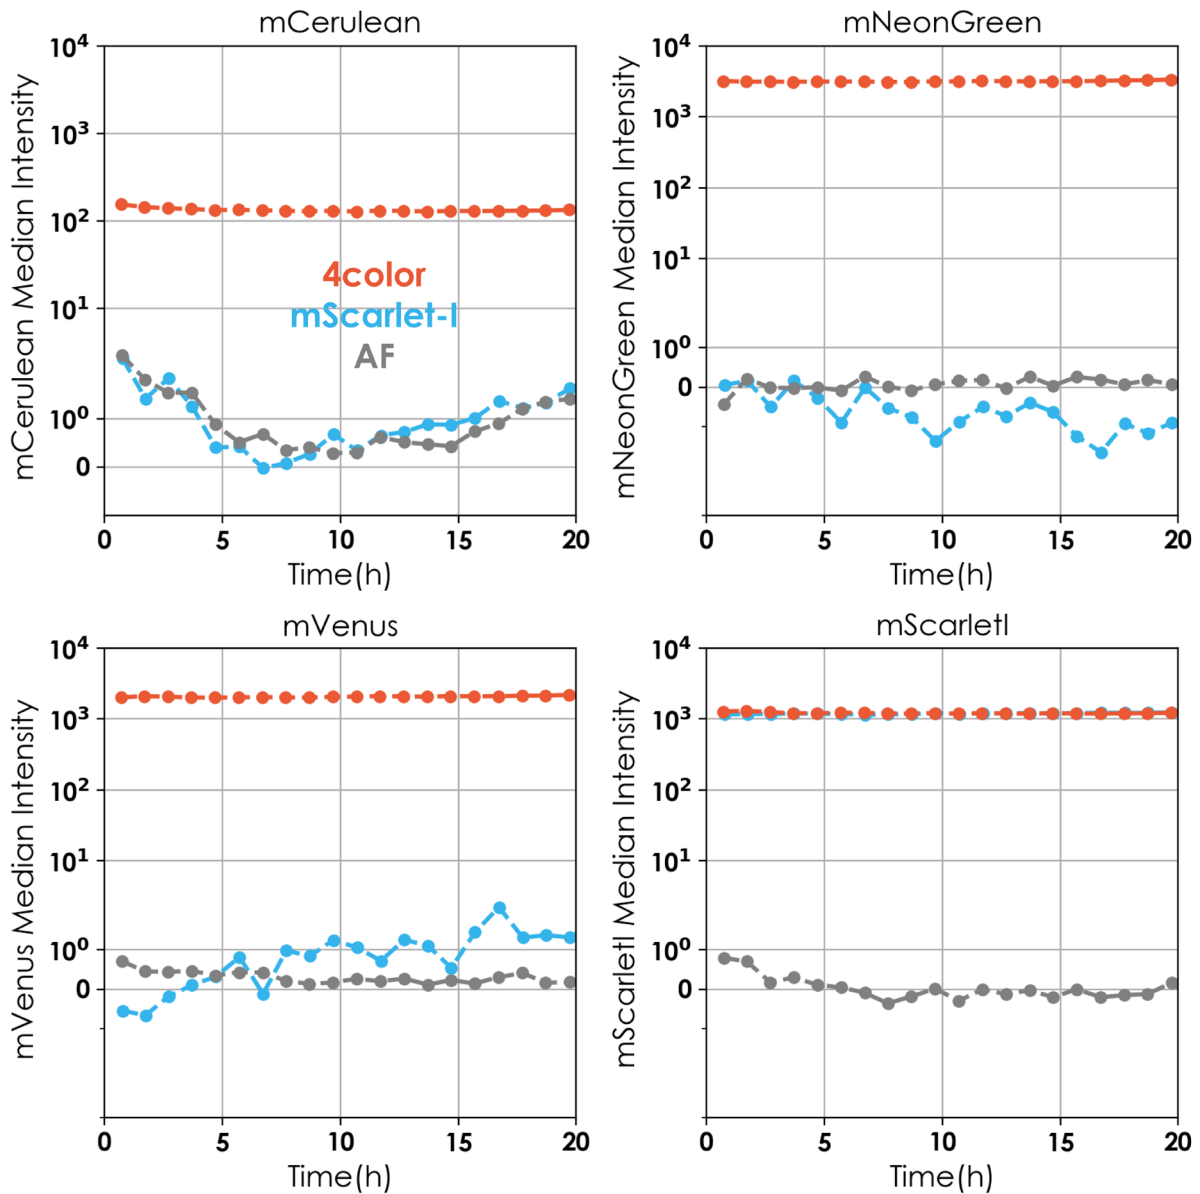 mCerulean
mCerulean Median Intensity
10⁴
10³
10²
10¹
10⁰
0
4color
mScarlet-I
AF
0 5 10 15 20
Time(h)
mNeonGreen
mNeonGreen Median Intensity
10⁴
10³
10²
10¹
10⁰
0
0 5 10 15 20
Time(h)
mVenus
mVenus Median Intensity
10⁴
10³
10²
10¹
10⁰
0
0 5 10 15 20
Time(h)
mScarletI
mScarletI Median Intensity
10⁴
10³
10²
10¹
10⁰
0
0 5 10 15 20
Time(h)